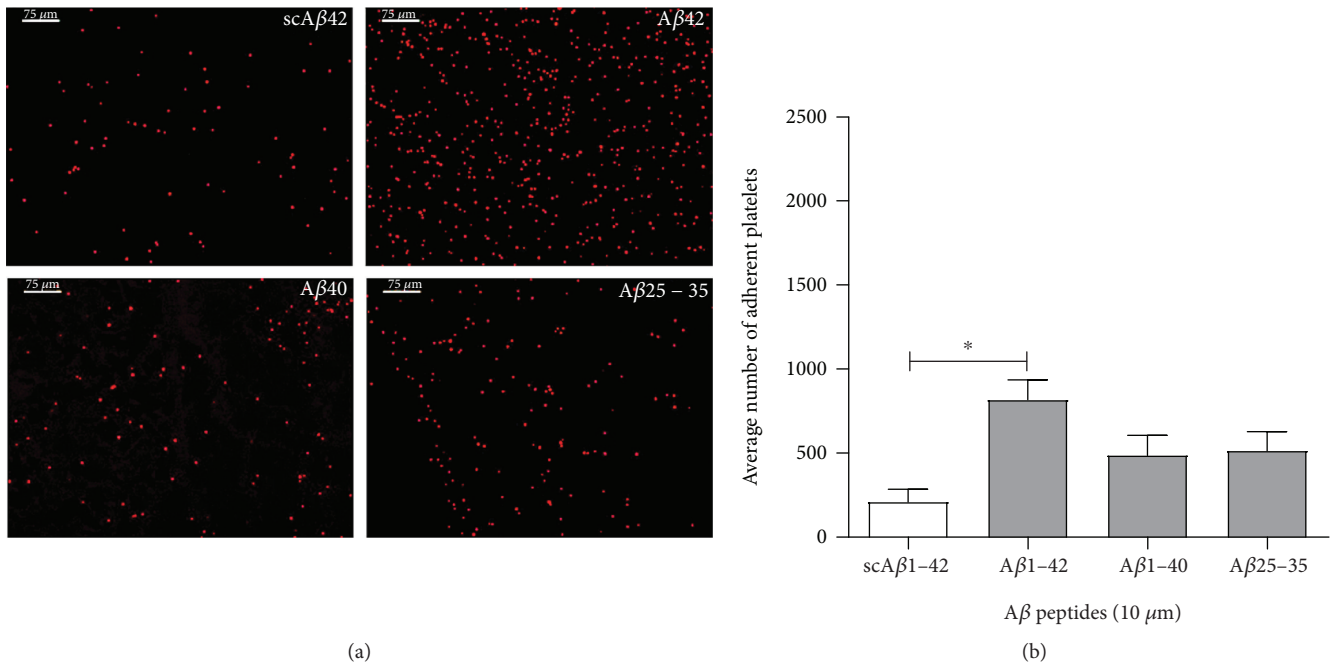 75 μm
scAβ42
75 μm
Aβ42
75 μm
Aβ40
75 μm
Aβ25 – 35
(a)
Average number of adherent platelets
2500
2000
1500
1000
500
0
*
scAβ1–42
Aβ1–42
Aβ1–40
Aβ25–35
Aβ peptides (10 μm)
(b)